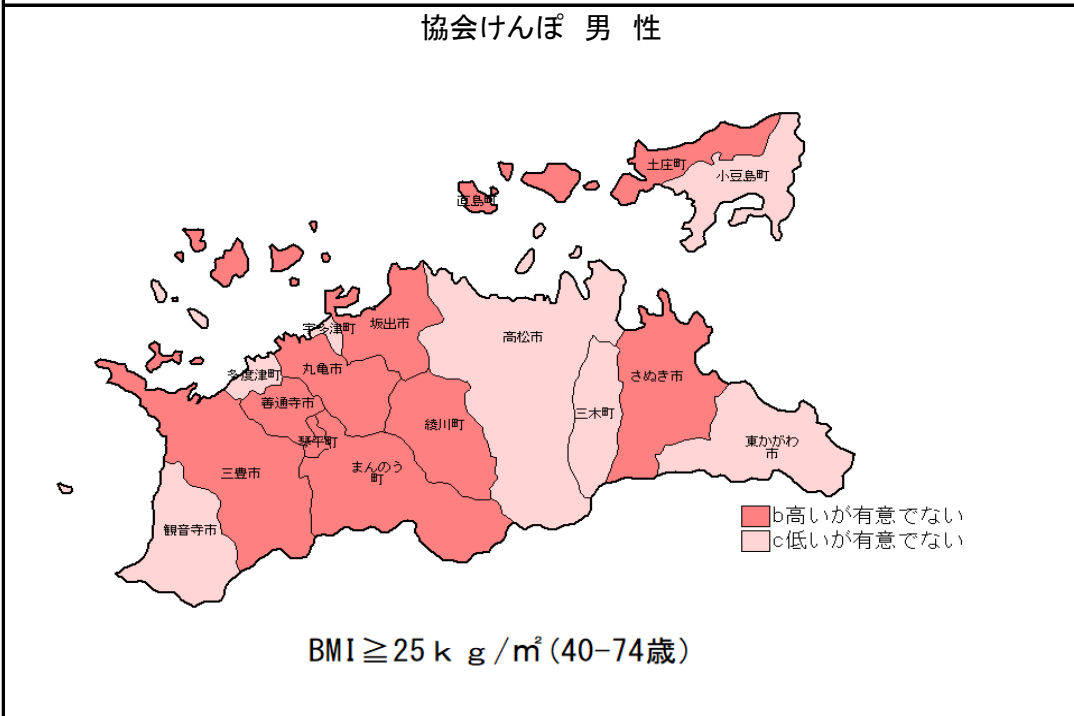 協会けんぽ 男 性
土庄町
小豆島町
直島町
宇多津町
坂出市
高松市
多度津町
丸亀市
さぬき市
善通寺市
三木町
綾川町
琴平町
東かがわ
市
三豊市
まんのう
町
観音寺市
b高いが有意でない
c低いが有意でない
BMI≧25ｋｇ/㎡(40-74歳)